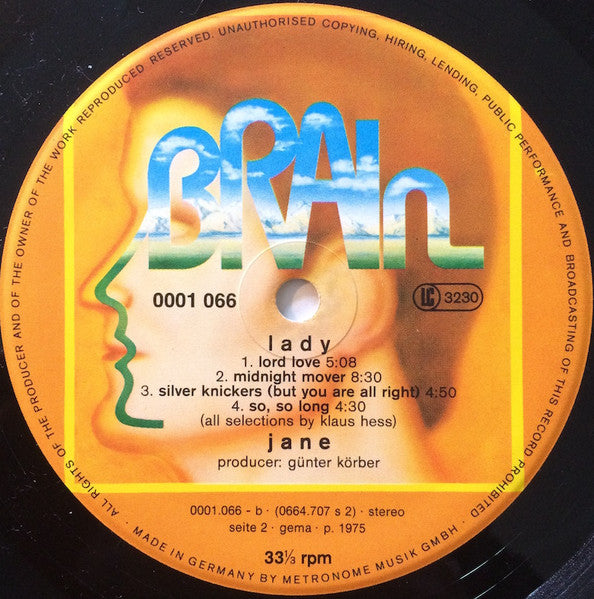 ALL RIGHTS OF THE PRODUCER AND OF THE OWNER OF THE WORK REPRODUCED RESERVED. UNAUTHORISED COPYING, HIRING, LENDING, PUBLIC PERFORMANCE AND BROADCASTING OF THIS RECORD PROHIBITED
BRAIn
0001 066
LC 3230
lady
1. lord love 5:08
2. midnight mover 8:30
3. silver knickers (but you are all right) 4:50
4. so, so long 4:30
(all selections by klaus hess)
jane
producer: günter körber
0001.066 - b · (0664.707 s 2) · stereo
seite 2 · gema · p. 1975
33⅓ rpm
· MADE IN GERMANY BY METRONOME MUSIK GMBH ·